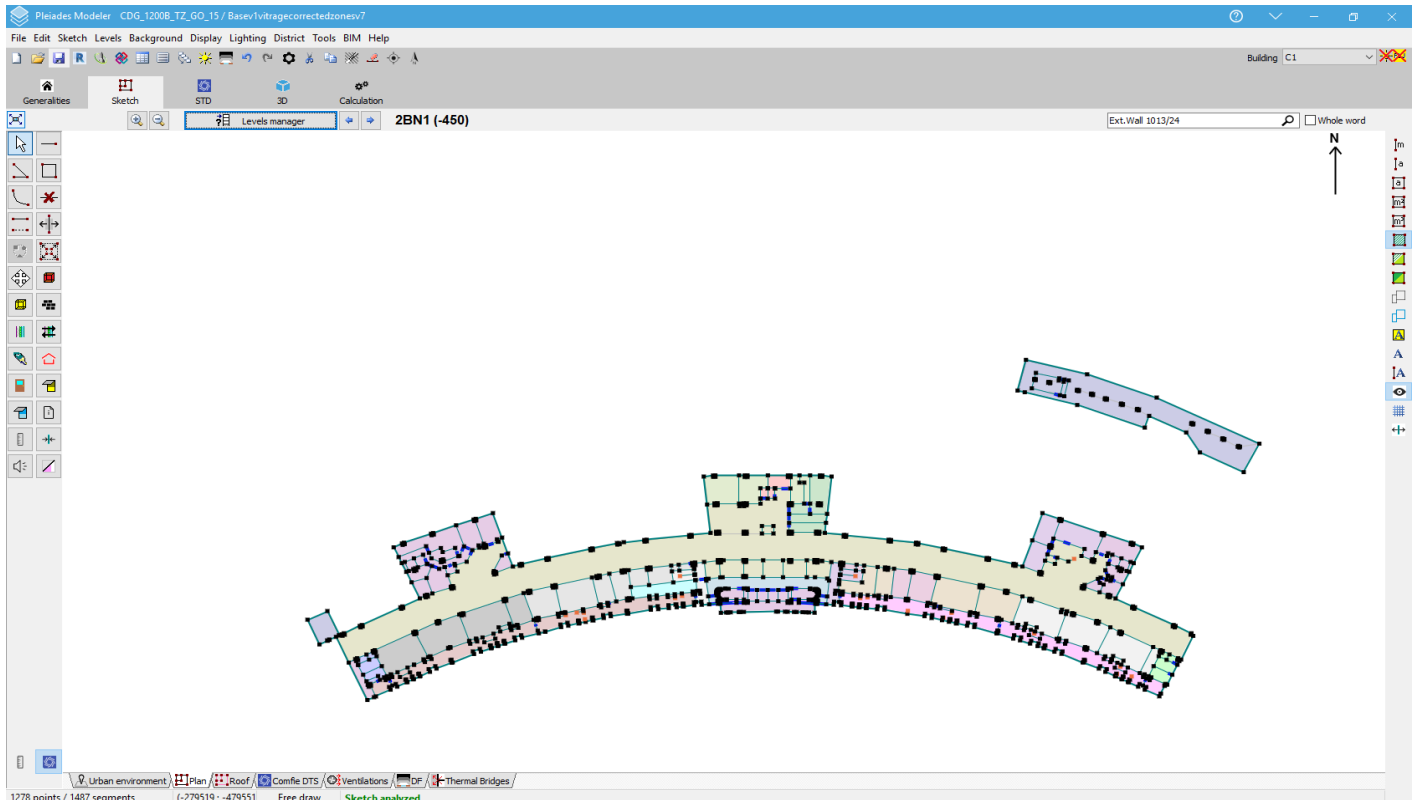 Pleiades Modeler CDG_1200B_TZ_GO_15 / Basev1vitragecorrectedzonesv7
File Edit Sketch Levels Background Display Lighting District Tools BIM Help
Building C1
Generalities Sketch STD 3D Calculation
Levels manager 2BN1 (-450) Ext.Wall 1013/24 Whole word
N
m
a
a
m²
m³
A
A
A
Urban environment Plan Roof Comfie DTS Ventilations DF Thermal Bridges
1278 points / 1487 segments (-279519 ; -479551 Free draw Sketch analyzed